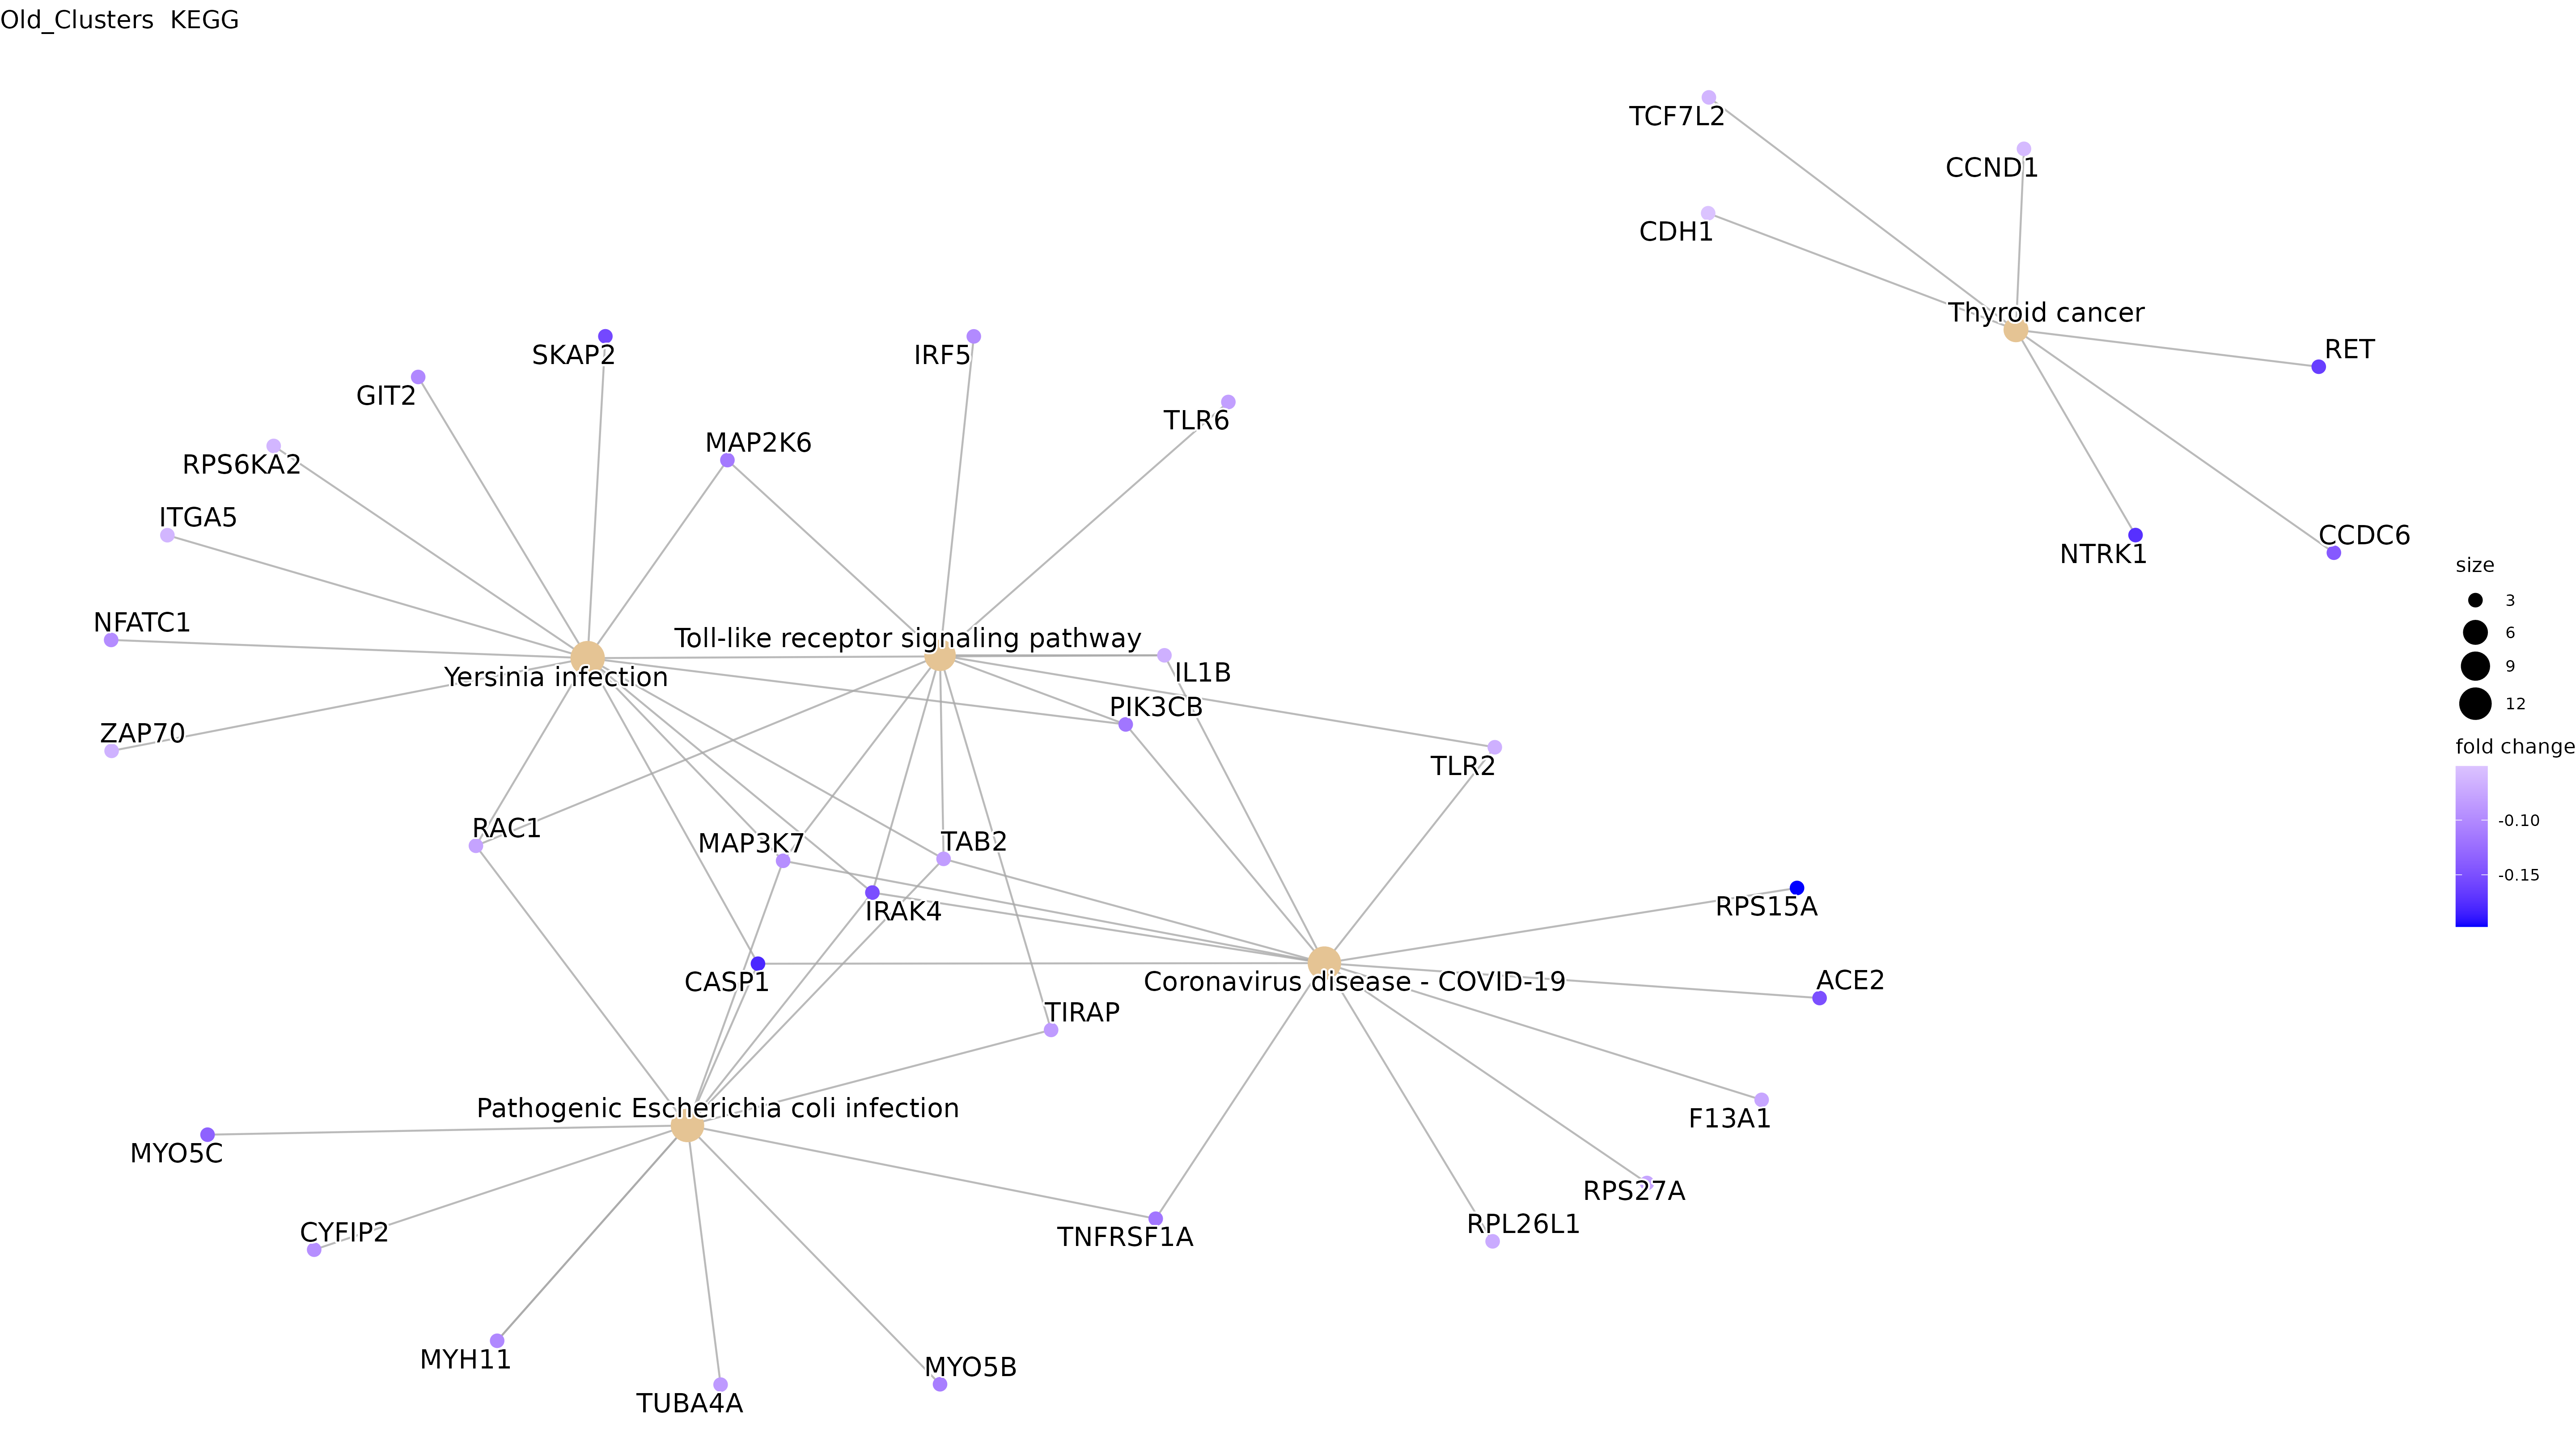 Old_Clusters  KEGG
TCF7L2
CCND1
CDH1
Thyroid cancer
RET
SKAP2
IRF5
GIT2
TLR6
MAP2K6
RPS6KA2
ITGA5
CCDC6
NTRK1
size
3
6
9
12
NFATC1
Toll-like receptor signaling pathway
Yersinia infection
IL1B
PIK3CB
ZAP70
TLR2
fold change
-0.10
-0.15
RAC1
MAP3K7
TAB2
IRAK4
RPS15A
CASP1
Coronavirus disease - COVID-19
ACE2
TIRAP
Pathogenic Escherichia coli infection
F13A1
MYO5C
RPS27A
CYFIP2
TNFRSF1A
RPL26L1
MYH11
MYO5B
TUBA4A